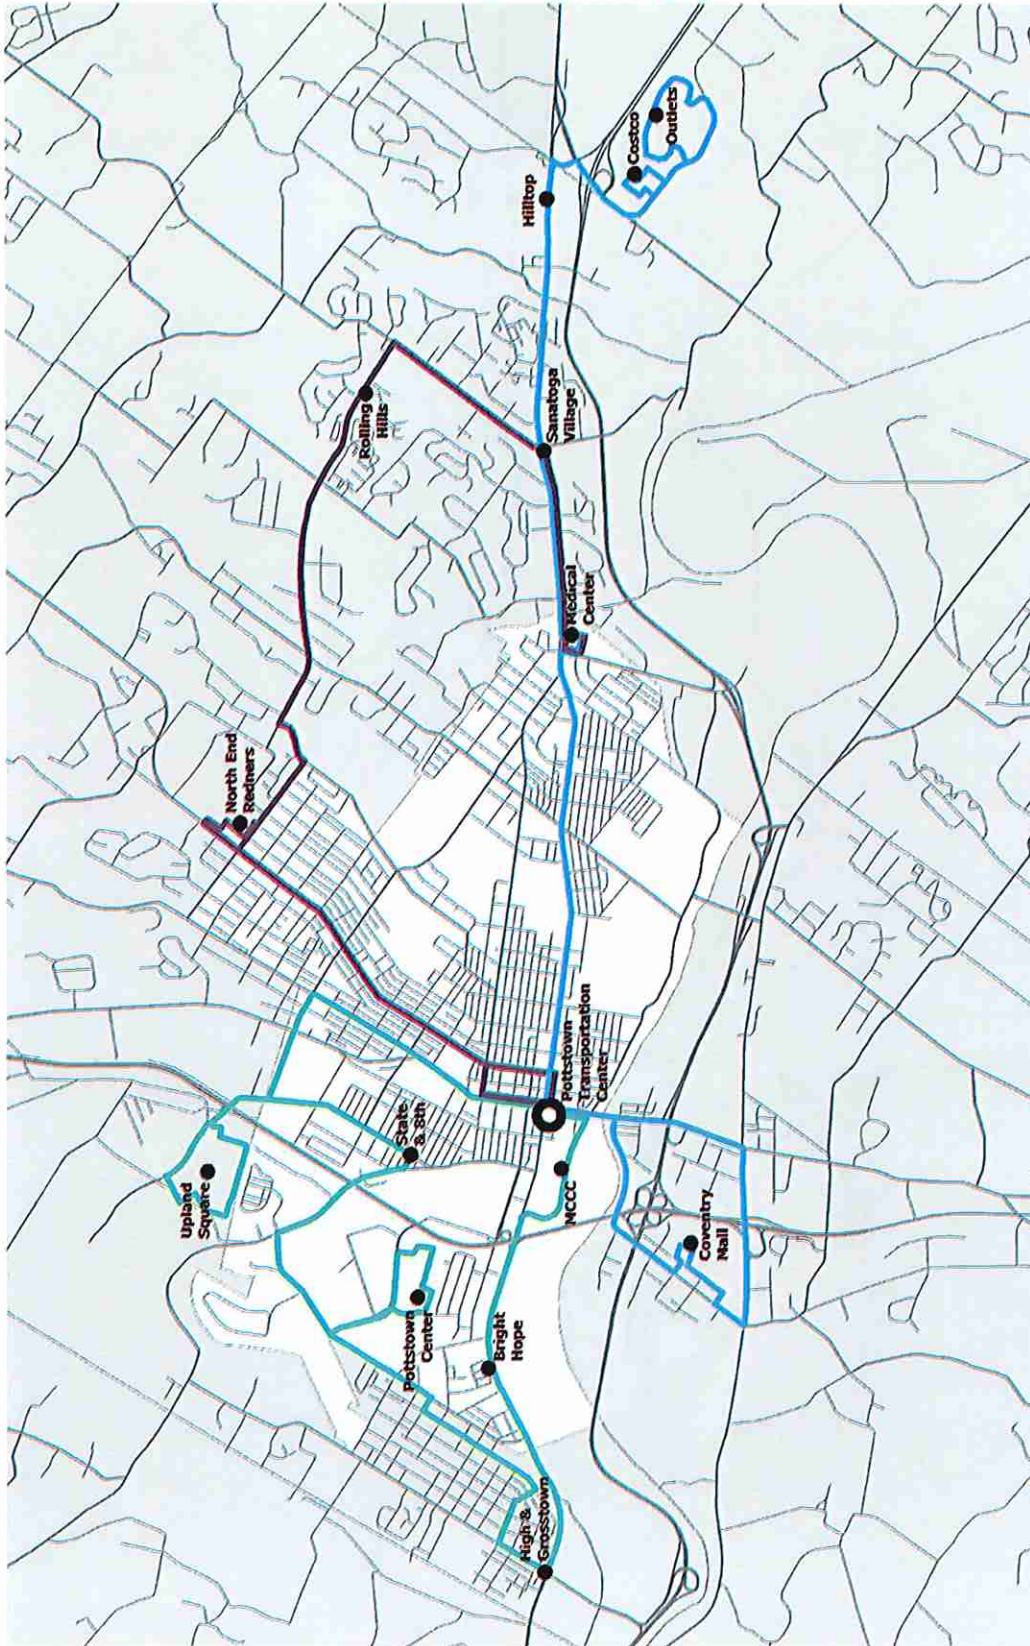 Upland
Square
North End
Redners
Rolling
Hills
State
& 8th
Pottstown
Center
Hilltop
Costco
Outlets
Sanatoga
Village
Medical
Center
Pottstown
Transportation
Center
MCCC
Bright
Hope
High &
Grosstown
Coventry
Mall